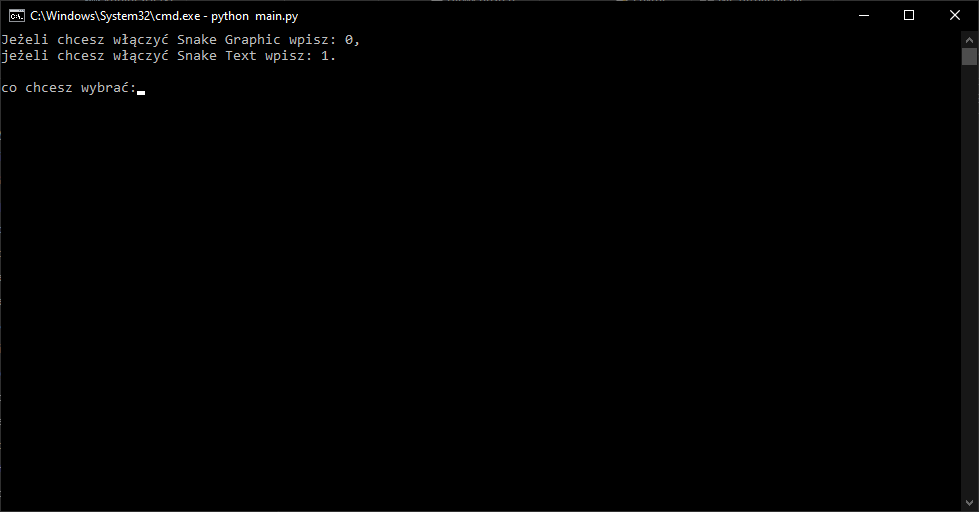 C:\Windows\System32\cmd.exe - python  main.py
Jeżeli chcesz włączyć Snake Graphic wpisz: 0,
jeżeli chcesz włączyć Snake Text wpisz: 1.
co chcesz wybrać: